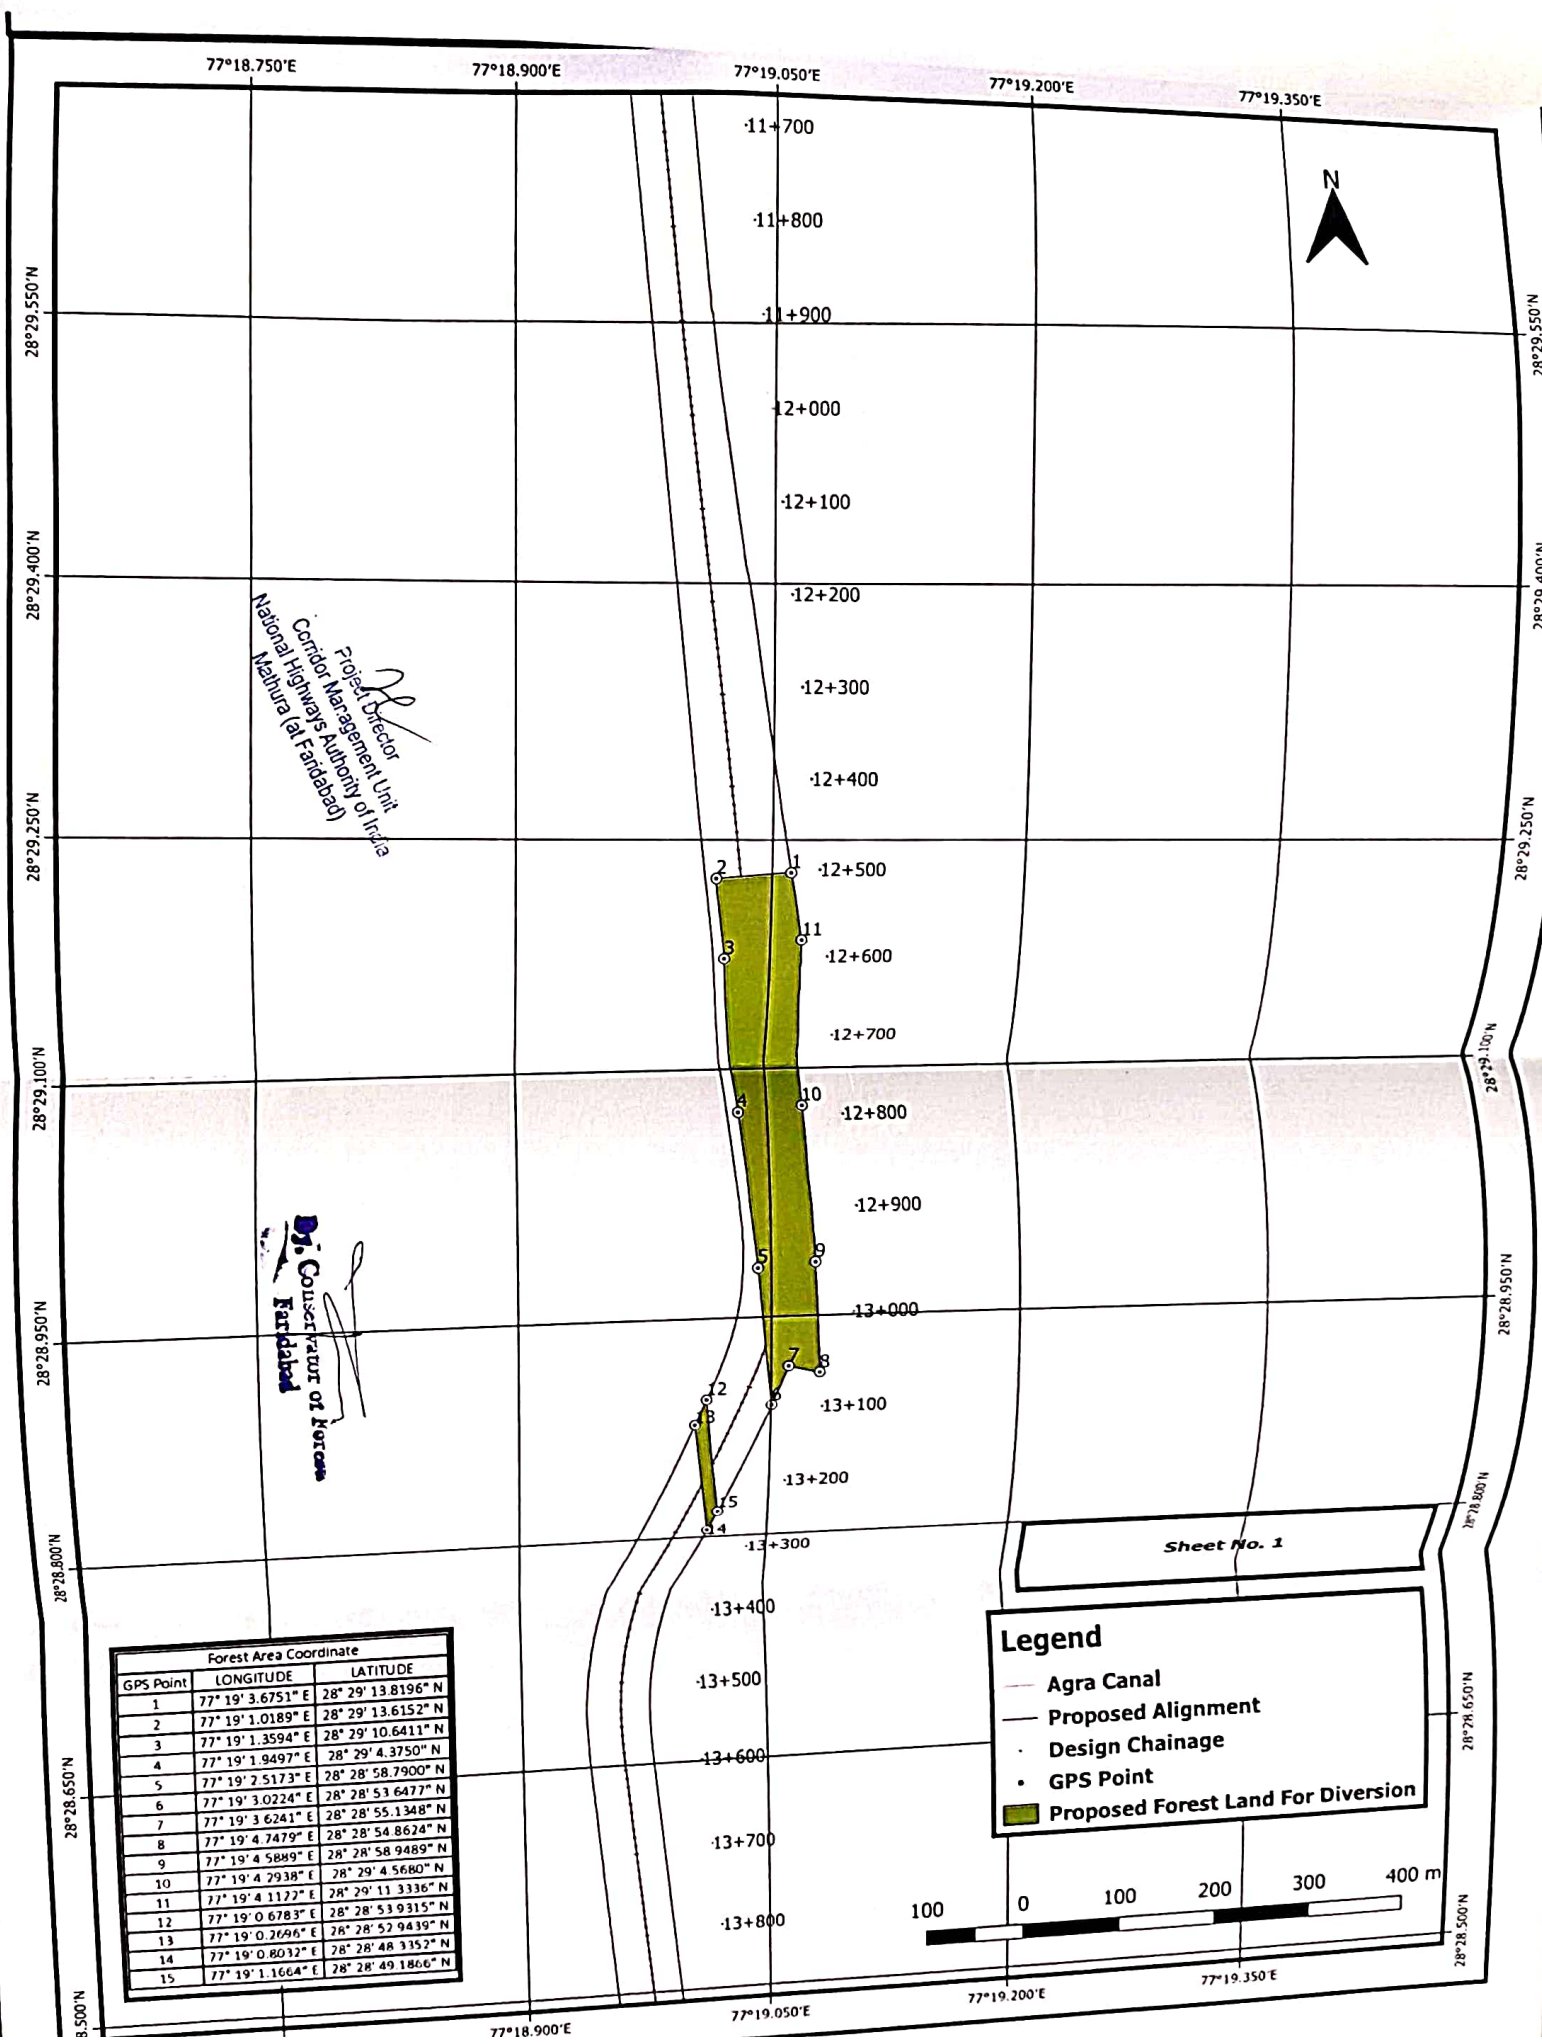 77°18.750'E
77°18.900'E
77°19.050'E
77°19.200'E
77°19.350'E
N
28°29.550'N
28°29.400'N
28°29.250'N
28°29.100'N
28°28.950'N
28°28.800'N
28°28.650'N
8.500'N
·11+700
·11+800
·11+900
·12+000
·12+100
·12+200
·12+300
·12+400
·12+500
·12+600
·12+700
·12+800
·12+900
·13+000
·13+100
·13+200
·13+300
·13+400
·13+500
·13+600
·13+700
·13+800
2
1
11
3
4
10
5
9
7
8
6
12
13
15
14
Project Director
Corridor Management Unit
National Highways Authority of India
Mathura (at Faridabad)
Dy. Conservator of
Faridabad
28°29.550'N
28°29.400'N
28°29.250'N
28°29.100'N
28°28.950'N
28°28.800'N
28°28.650'N
28°28.500'N
Sheet No. 1
Legend
Agra Canal
Proposed Alignment
Design Chainage
GPS Point
Proposed Forest Land For Diversion
100 0 100 200 300 400 m
Forest Area Coordinate
GPS Point LONGITUDE LATITUDE
1 77° 19' 3.6751" E 28° 29' 13.8196" N
2 77° 19' 1.0189" E 28° 29' 13.6152" N
3 77° 19' 1.3594" E 28° 29' 10.6411" N
4 77° 19' 1.9497" E 28° 29' 4.3750" N
5 77° 19' 2.5173" E 28° 28' 58.7900" N
6 77° 19' 3.0224" E 28° 28' 53.6477" N
7 77° 19' 3.6241" E 28° 28' 55.1348" N
8 77° 19' 4.7479" E 28° 28' 54.8624" N
9 77° 19' 4.5889" E 28° 28' 58.9489" N
10 77° 19' 4.2938" E 28° 29' 4.5680" N
11 77° 19' 4.1122" E 28° 29' 11.3336" N
12 77° 19' 0.6783" E 28° 28' 53.9315" N
13 77° 19' 0.2696" E 28° 28' 52.9439" N
14 77° 19' 0.8032" E 28° 28' 48.3352" N
15 77° 19' 1.1664" E 28° 28' 49.1866" N
77°18.900'E
77°19.050'E
77°19.200'E
77°19.350'E